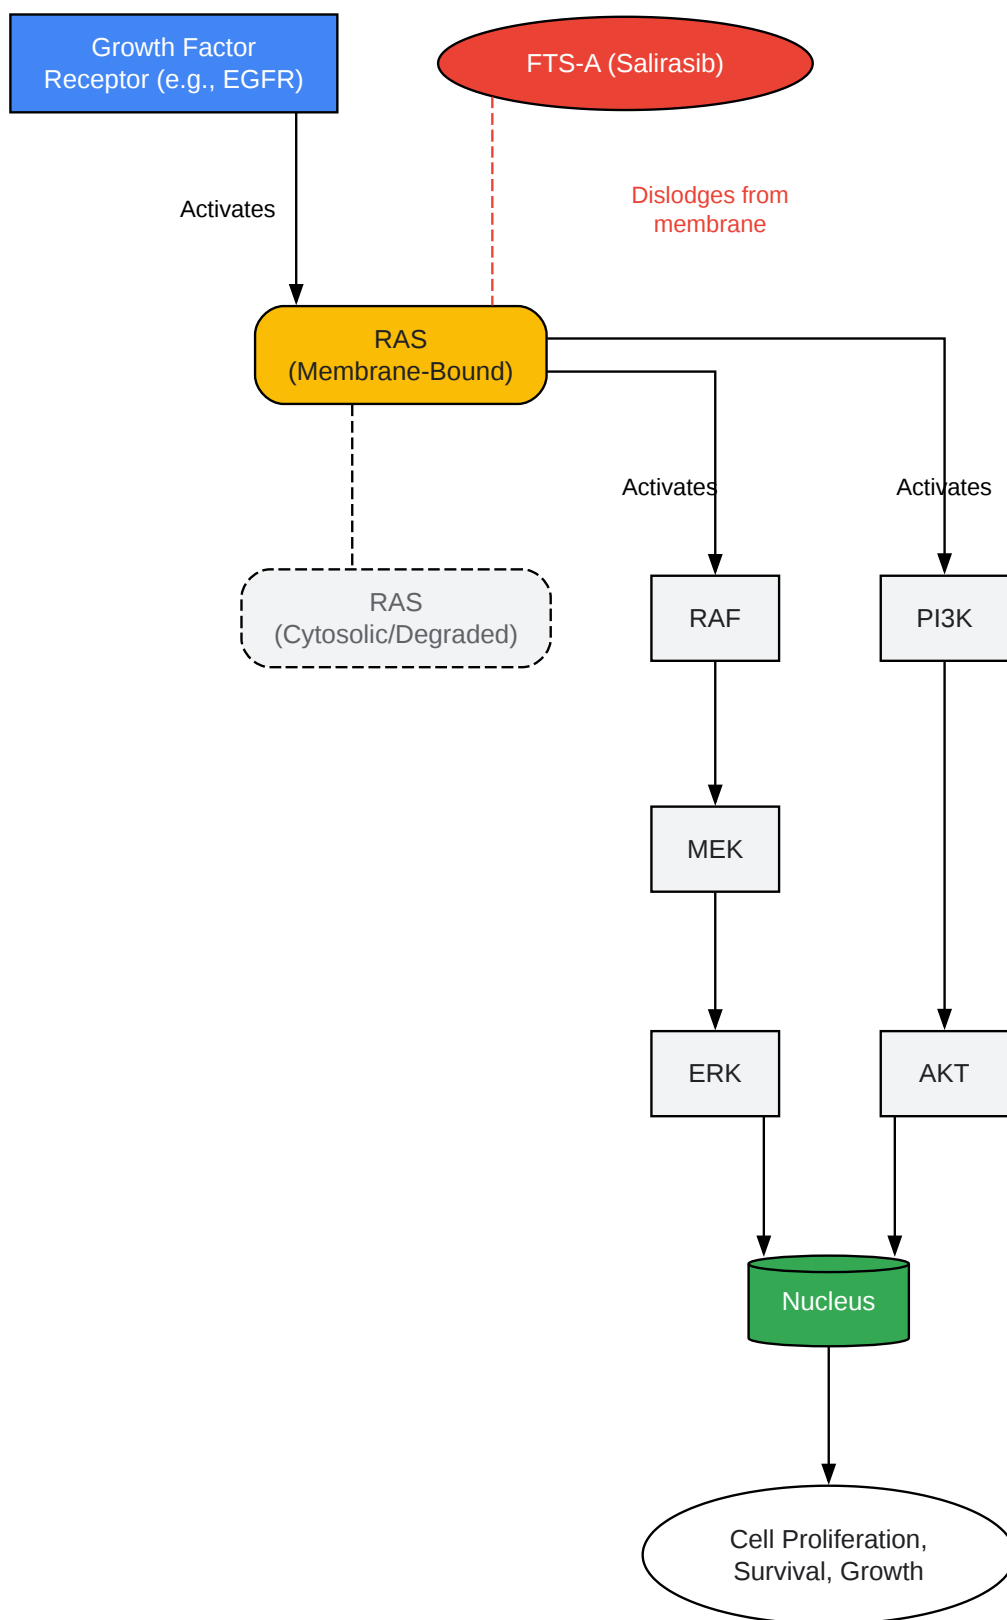 Growth Factor
Receptor (e.g., EGFR)
FTS-A (Salirasib)
Activates
Dislodges from
membrane
RAS
(Membrane-Bound)
Activates
Activates
RAS
(Cytosolic/Degraded)
RAF
PI3K
MEK
ERK
AKT
Nucleus
Cell Proliferation,
Survival, Growth